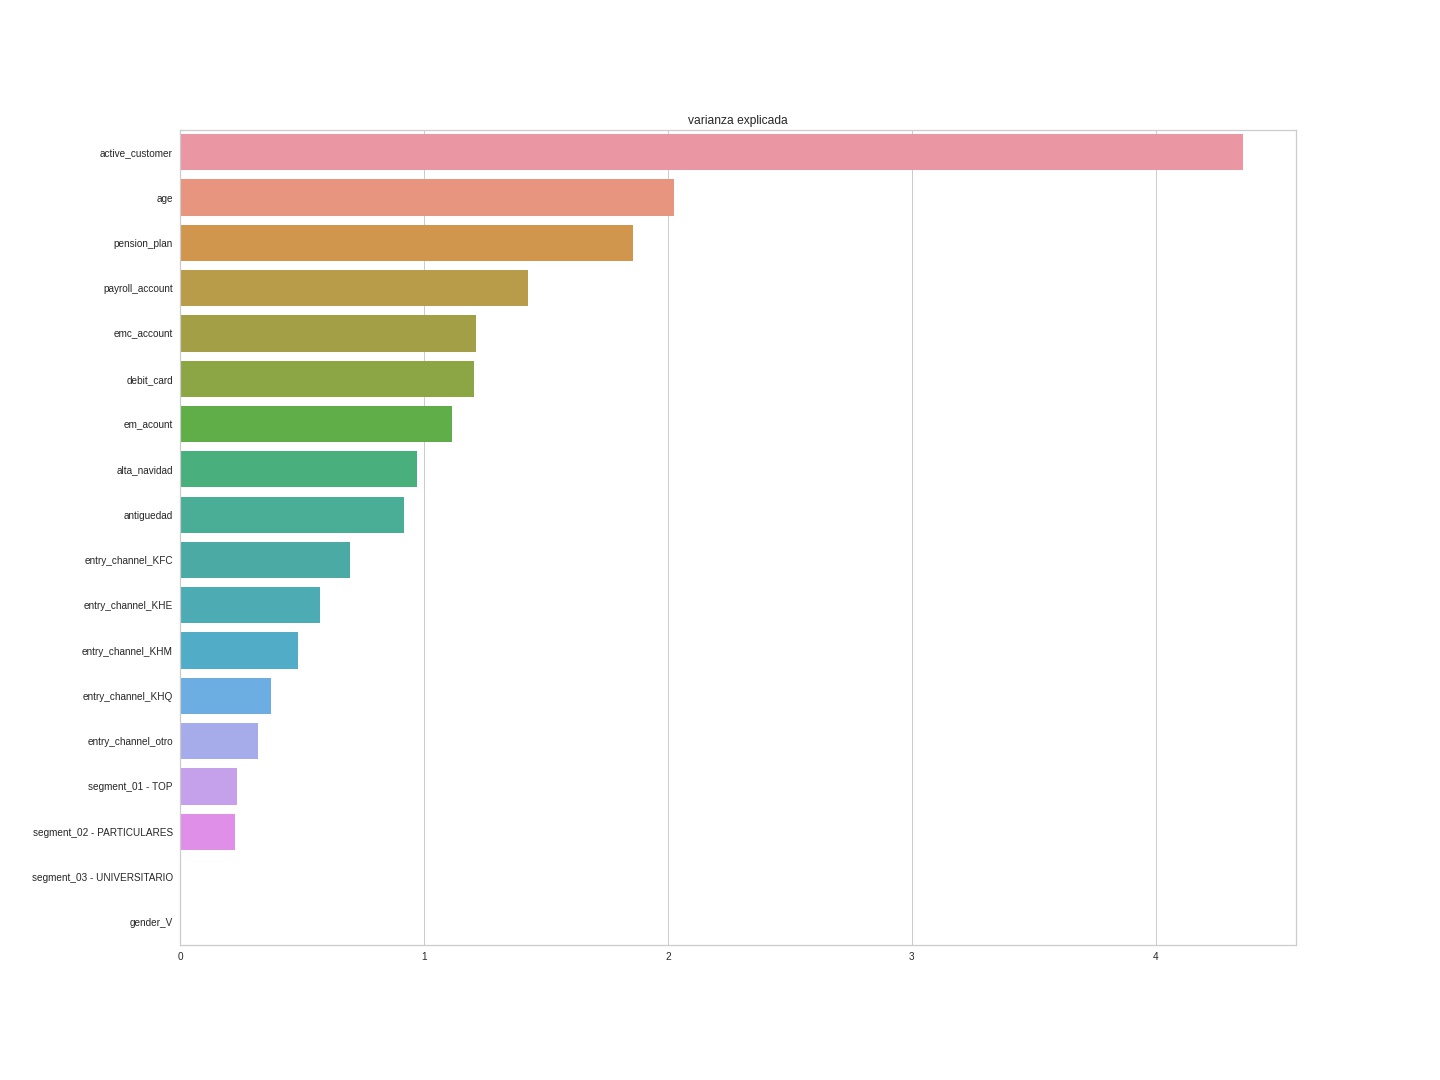 varianza explicada
active_customer
age
pension_plan
payroll_account
emc_account
debit_card
em_acount
alta_navidad
antiguedad
entry_channel_KFC
entry_channel_KHE
entry_channel_KHM
entry_channel_KHQ
entry_channel_otro
segment_01 - TOP
segment_02 - PARTICULARES
segment_03 - UNIVERSITARIO
gender_V
0 1 2 3 4